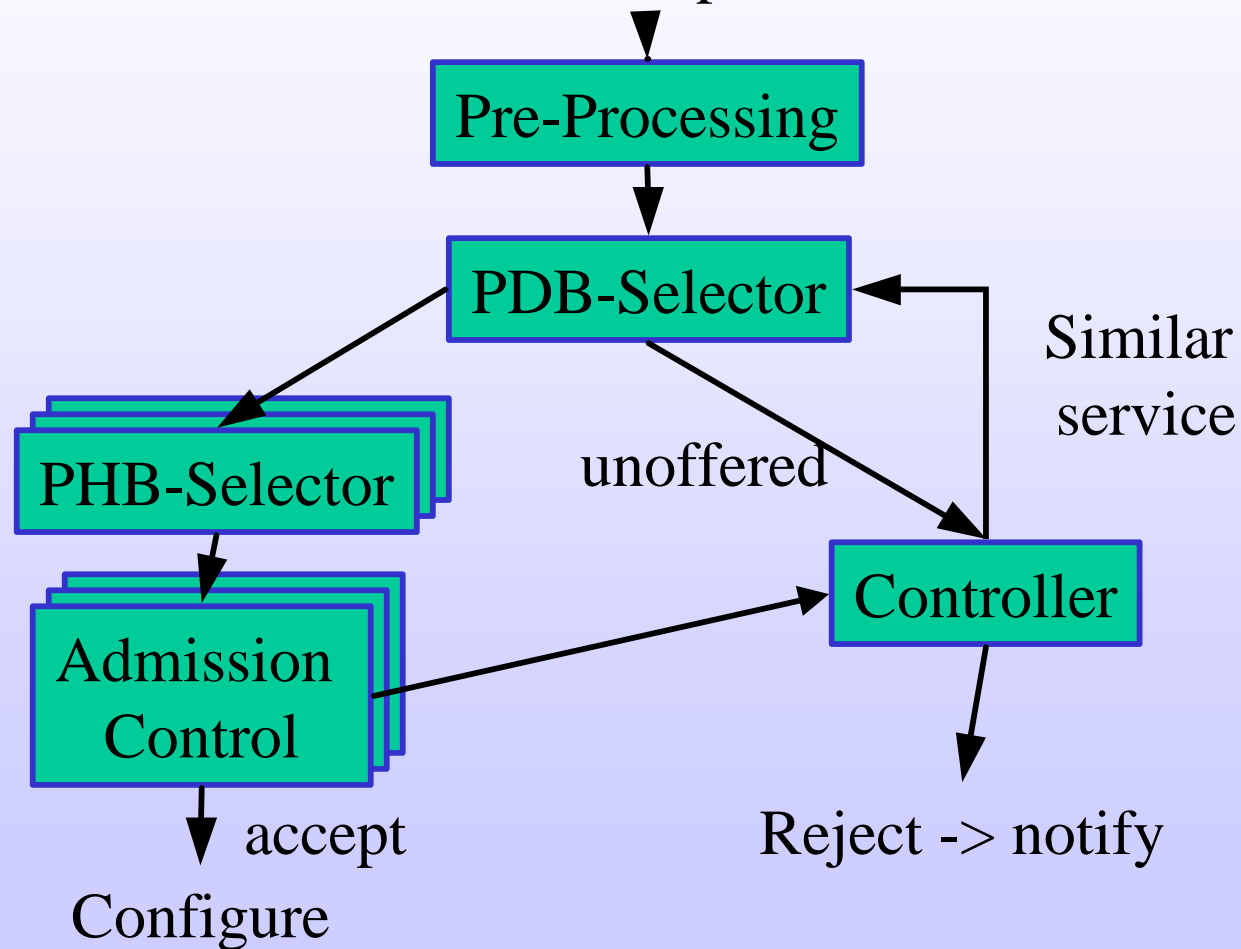 Pre-Processing
PDB-Selector
Similar
service
unoffered
PHB-Selector
Controller
Admission
Control
accept
Reject -> notify
Configure